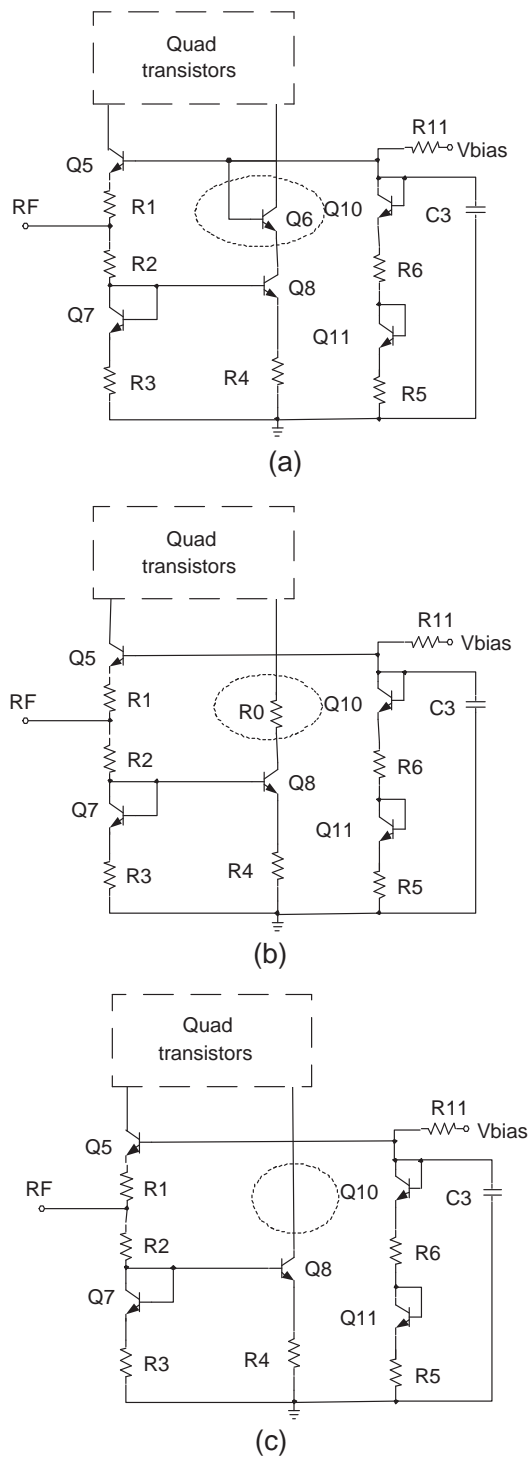 Quad
transistors
R11
Vbias
Q5
R1
RF
Q6
Q10
C3
R2
R6
Q8
Q7
Q11
R3
R4
R5
(a)
Quad
transistors
R11
Vbias
Q5
R1
RF
R0
Q10
C3
R2
R6
Q8
Q7
Q11
R3
R4
R5
(b)
Quad
transistors
R11
Vbias
Q5
R1
RF
Q10
C3
R2
R6
Q8
Q7
Q11
R3
R4
R5
(c)